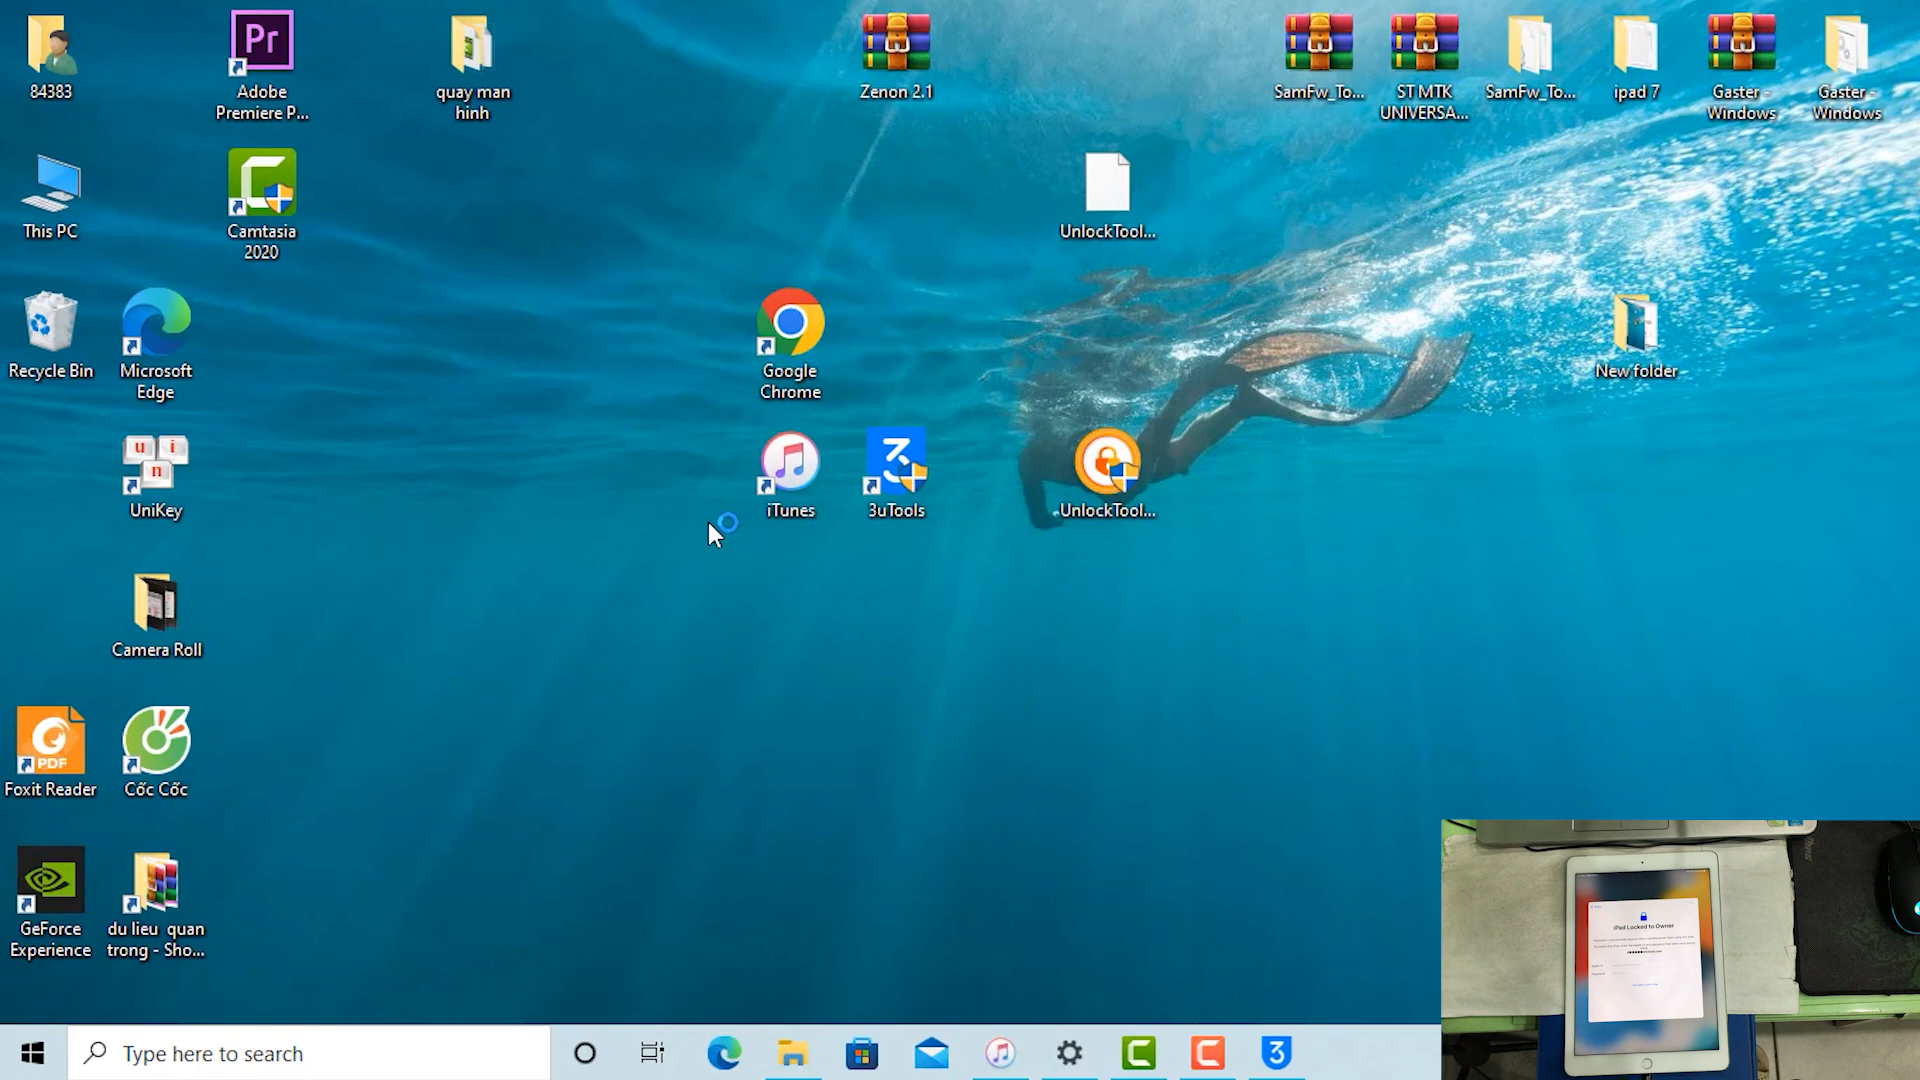 84383
Adobe
Premiere P...
quay man
hinh
Zenon 2.1
SamFw_To...
ST MTK
UNIVERSA...
SamFw_To...
ipad 7
Gaster -
Windows
Gaster -
Windows
This PC
Camtasia
2020
UnlockTool...
Recycle Bin
Microsoft
Edge
Google
Chrome
New folder
UniKey
iTunes
3uTools
UnlockTool...
Camera Roll
PDF
Foxit Reader
Cốc Cốc
GeForce
Experience
du lieu quan
trong - Sho...
iPad Locked to Owner
Type here to search